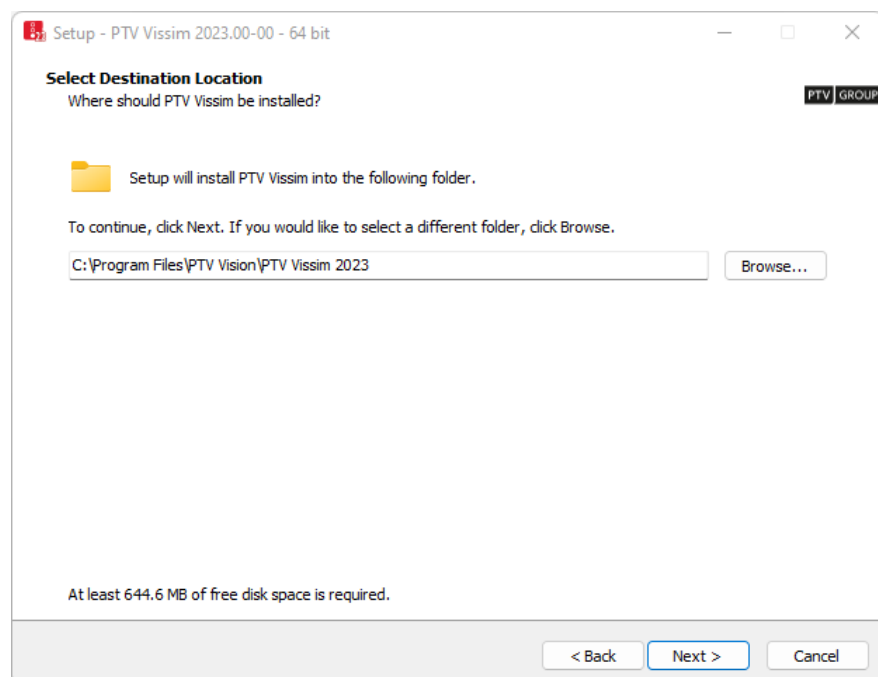 Setup - PTV Vissim 2023.00-00 - 64 bit
Select Destination Location
Where should PTV Vissim be installed?
PTV GROUP
Setup will install PTV Vissim into the following folder.
To continue, click Next. If you would like to select a different folder, click Browse.
C:\Program Files\PTV Vision\PTV Vissim 2023
Browse...
At least 644.6 MB of free disk space is required.
< Back
Next >
Cancel